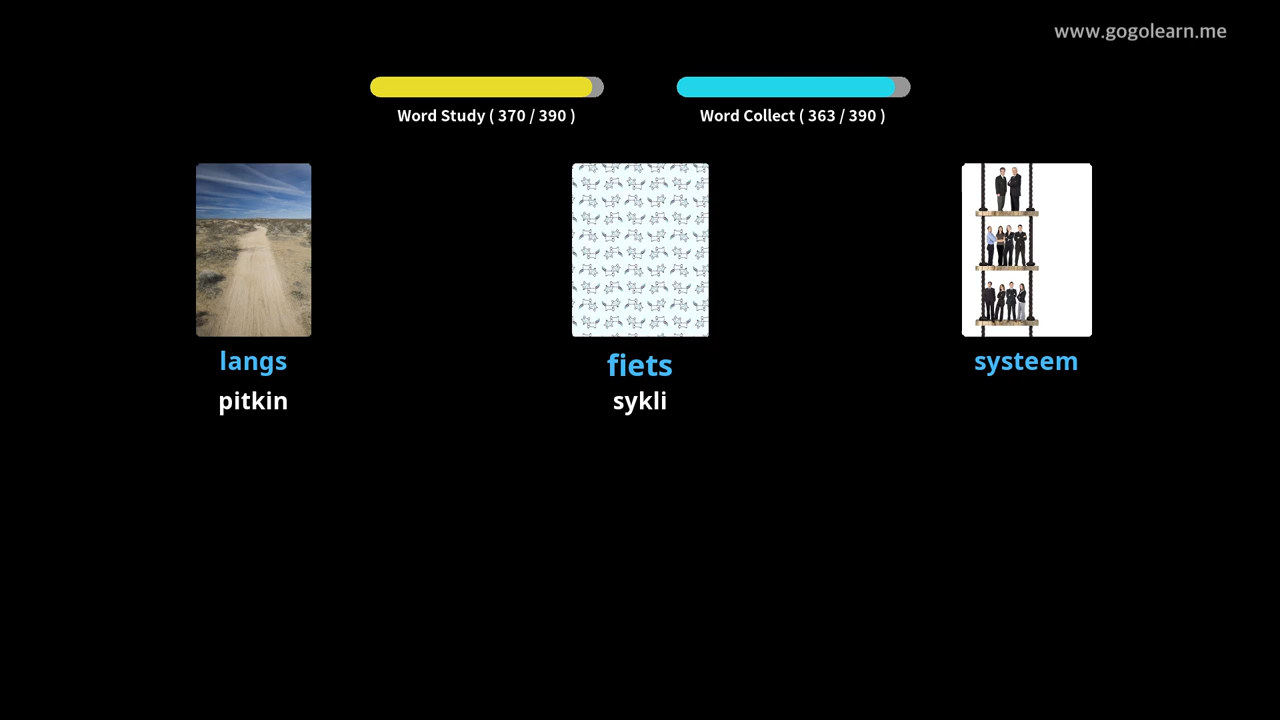 www.gogolearn.me
Word Study ( 370 / 390 )
Word Collect ( 363 / 390 )
langs
fiets
systeem
pitkin
sykli